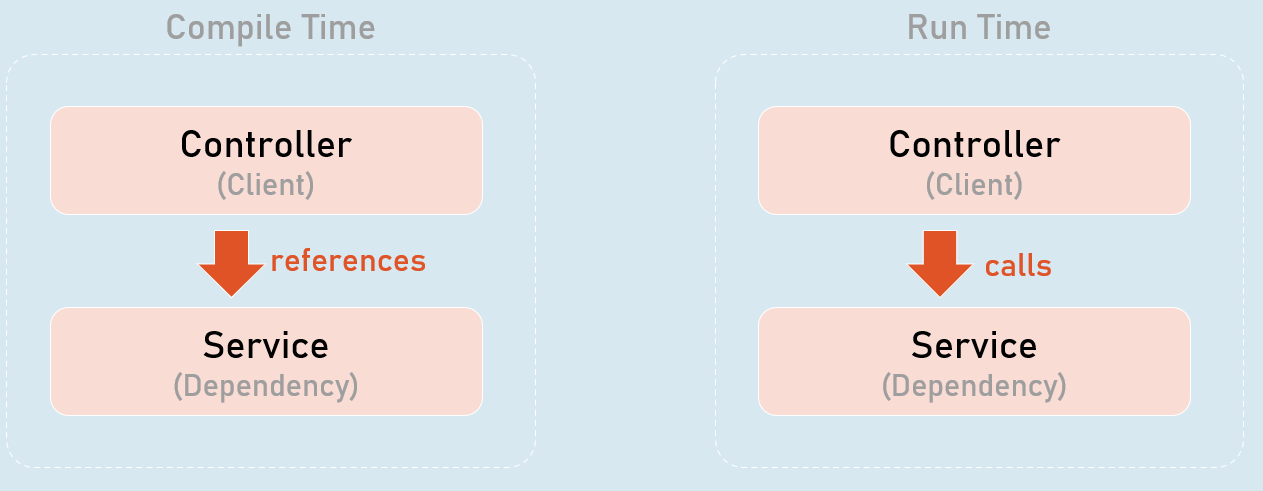 Compile Time
Controller
(Client)
references
Service
(Dependency)
Run Time
Controller
(Client)
calls
Service
(Dependency)